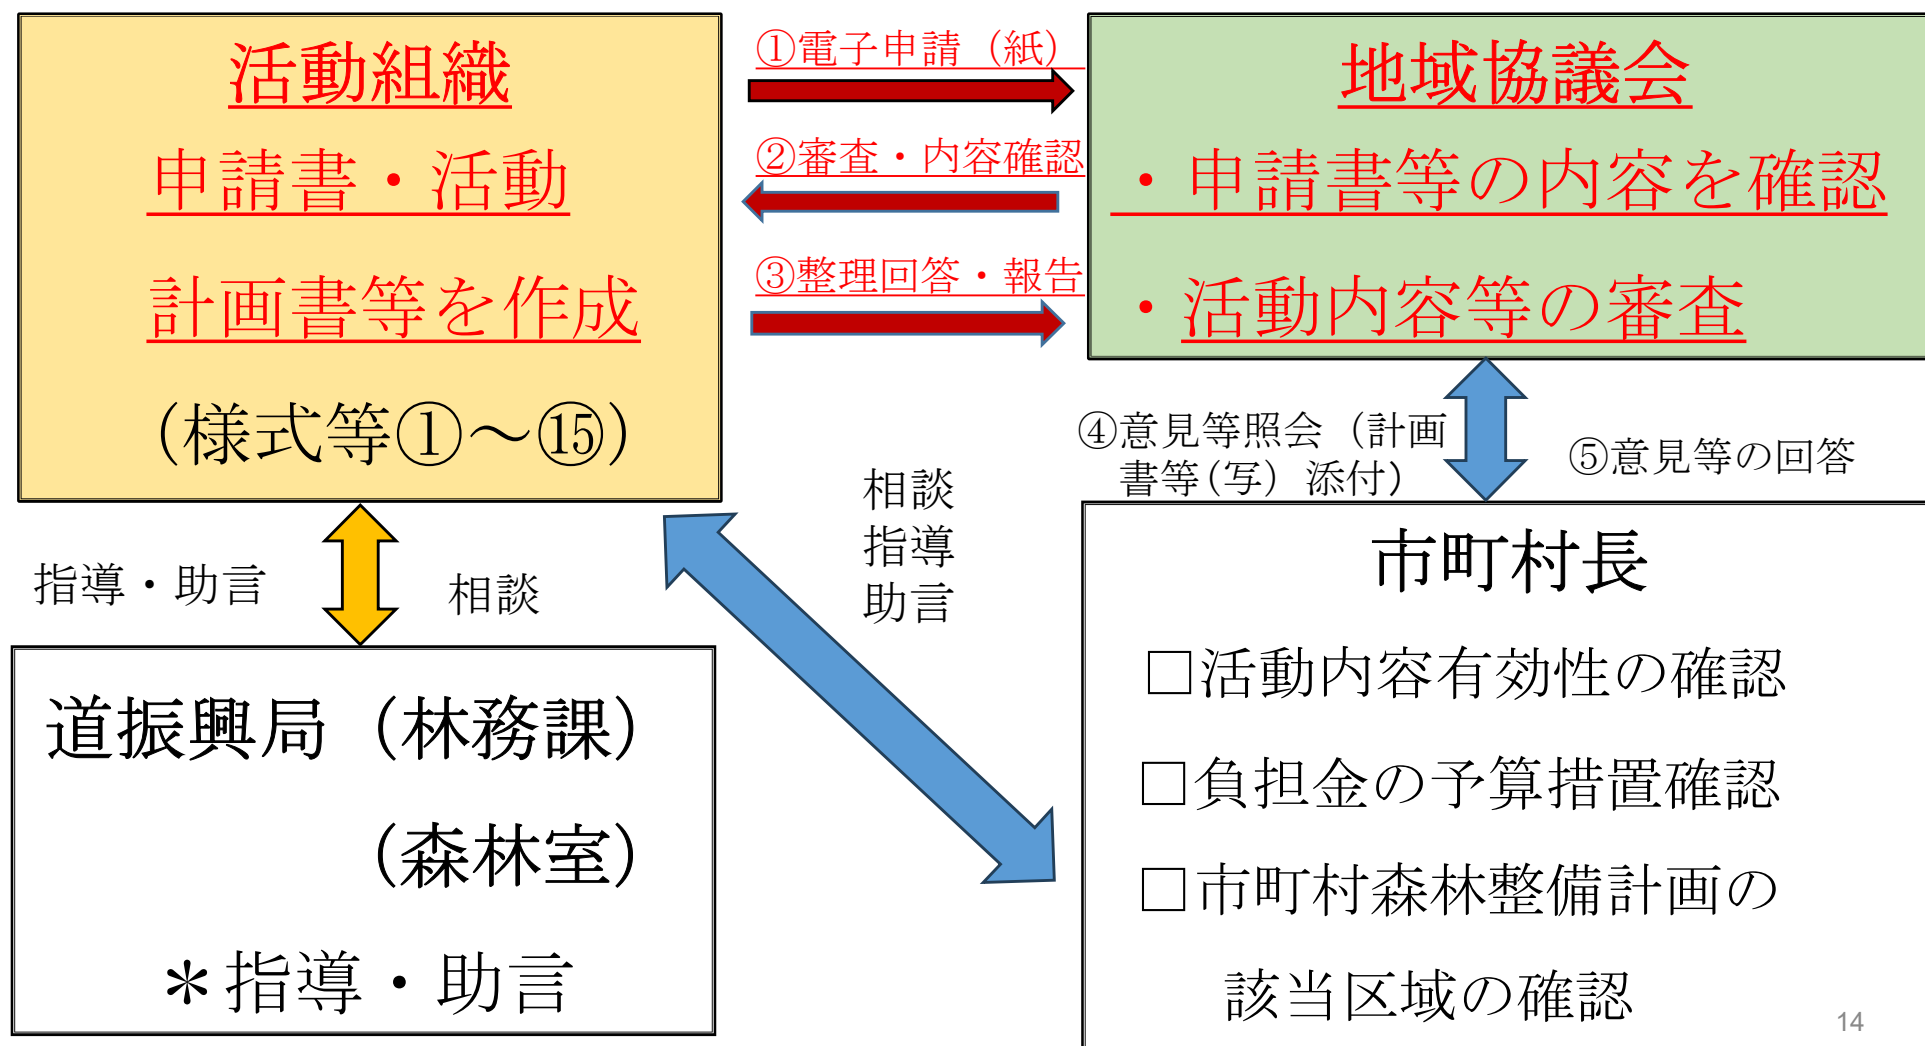 活動組織
申請書・活動
計画書等を作成
（様式等①～⑮）
①電子申請（紙）
②審査・内容確認
③整理回答・報告
地域協議会
・申請書等の内容を確認
・活動内容等の審査
④意見等照会（計画
書等(写）添付）
⑤意見等の回答
相談
指導
助言
指導・助言
相談
道振興局（林務課）
（森林室）
＊指導・助言
市町村長
□活動内容有効性の確認
□負担金の予算措置確認
□市町村森林整備計画の
該当区域の確認
14